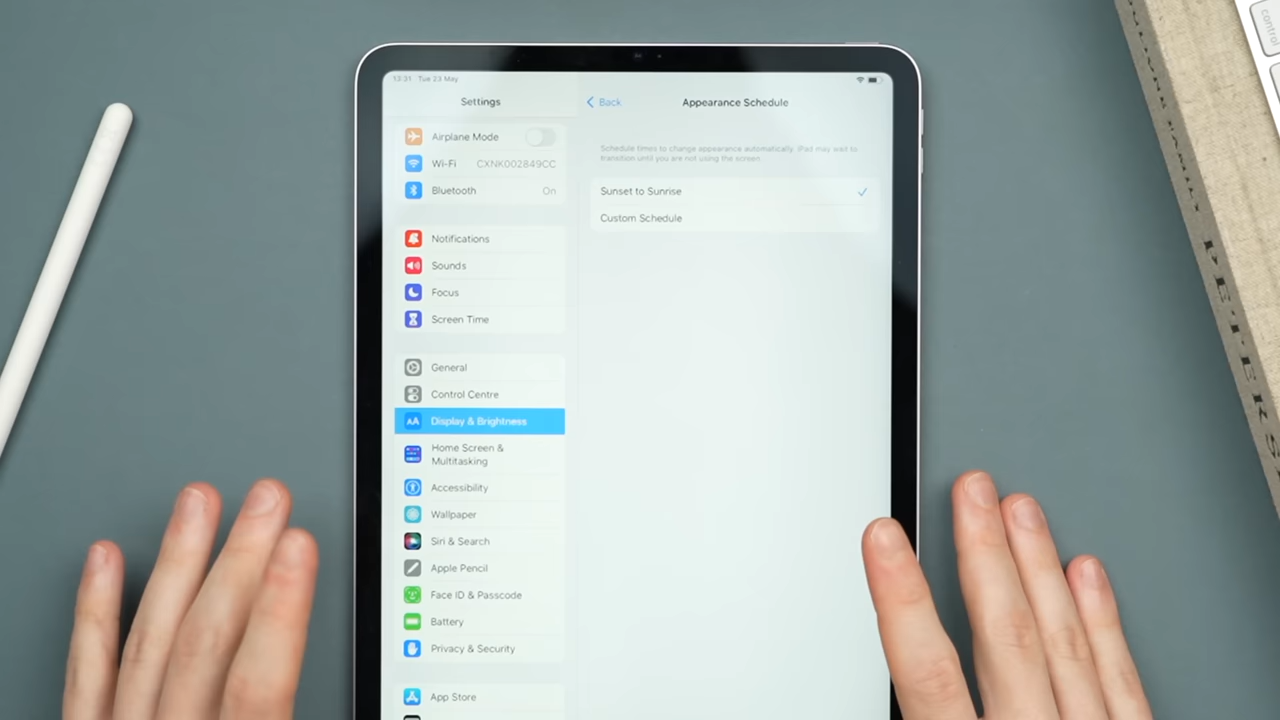 13:31 Tue 23 May
Settings
Airplane Mode
Wi-Fi CXNK002849CC
Bluetooth On
Notifications
Sounds
Focus
Screen Time
General
Control Centre
AA Display & Brightness
Home Screen &
Multitasking
Accessibility
Wallpaper
Siri & Search
Apple Pencil
Face ID & Passcode
Battery
Privacy & Security
App Store
Back Appearance Schedule
Schedule times to change appearance automatically. iPad may wait to
transition until you are not using the screen.
Sunset to Sunrise
Custom Schedule
control